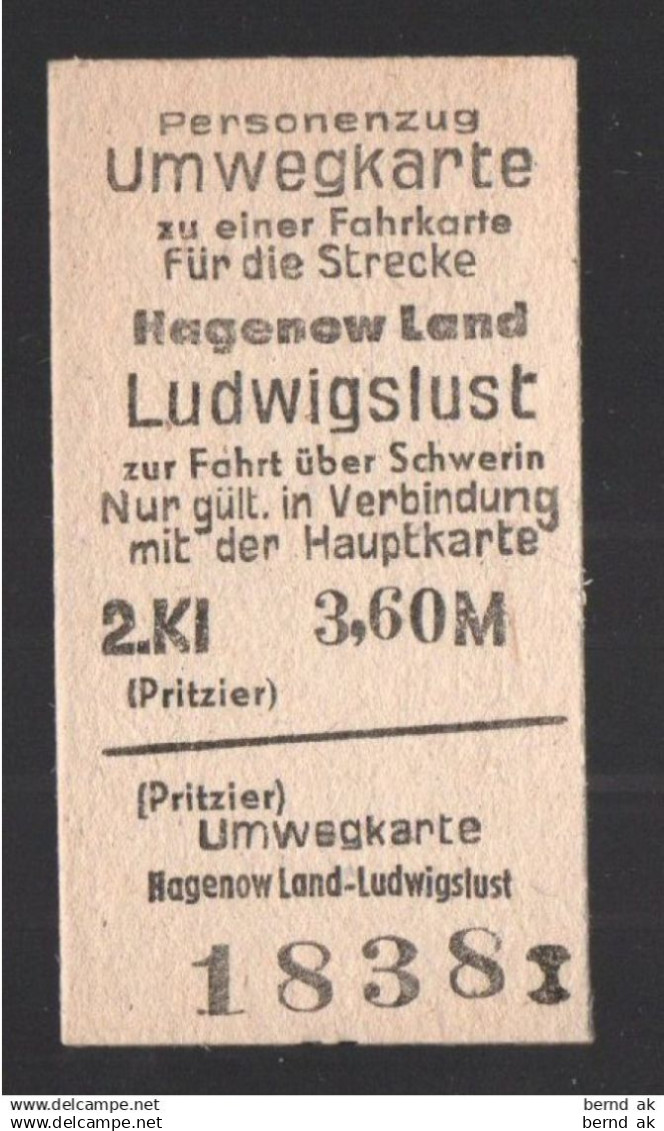 Personenzug
Umwegkarte
zu einer Fahrkarte
für die Strecke
Hagenow Land
Ludwigslust
zur Fahrt über Schwerin
Nur gült. in Verbindung
mit der Hauptkarte
2.Kl 3,60 M
(Pritzier)
(Pritzier)
Umwegkarte
Hagenow Land-Ludwigslust
1838 I
www.delcampe.net bernd ak
www.delcampe.net bernd ak